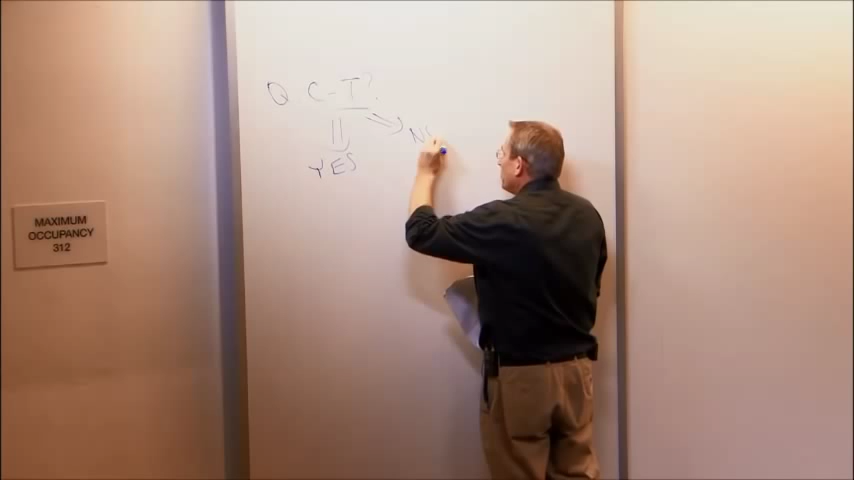 Q C-T?
YES
MAXIMUM
OCCUPANCY
312